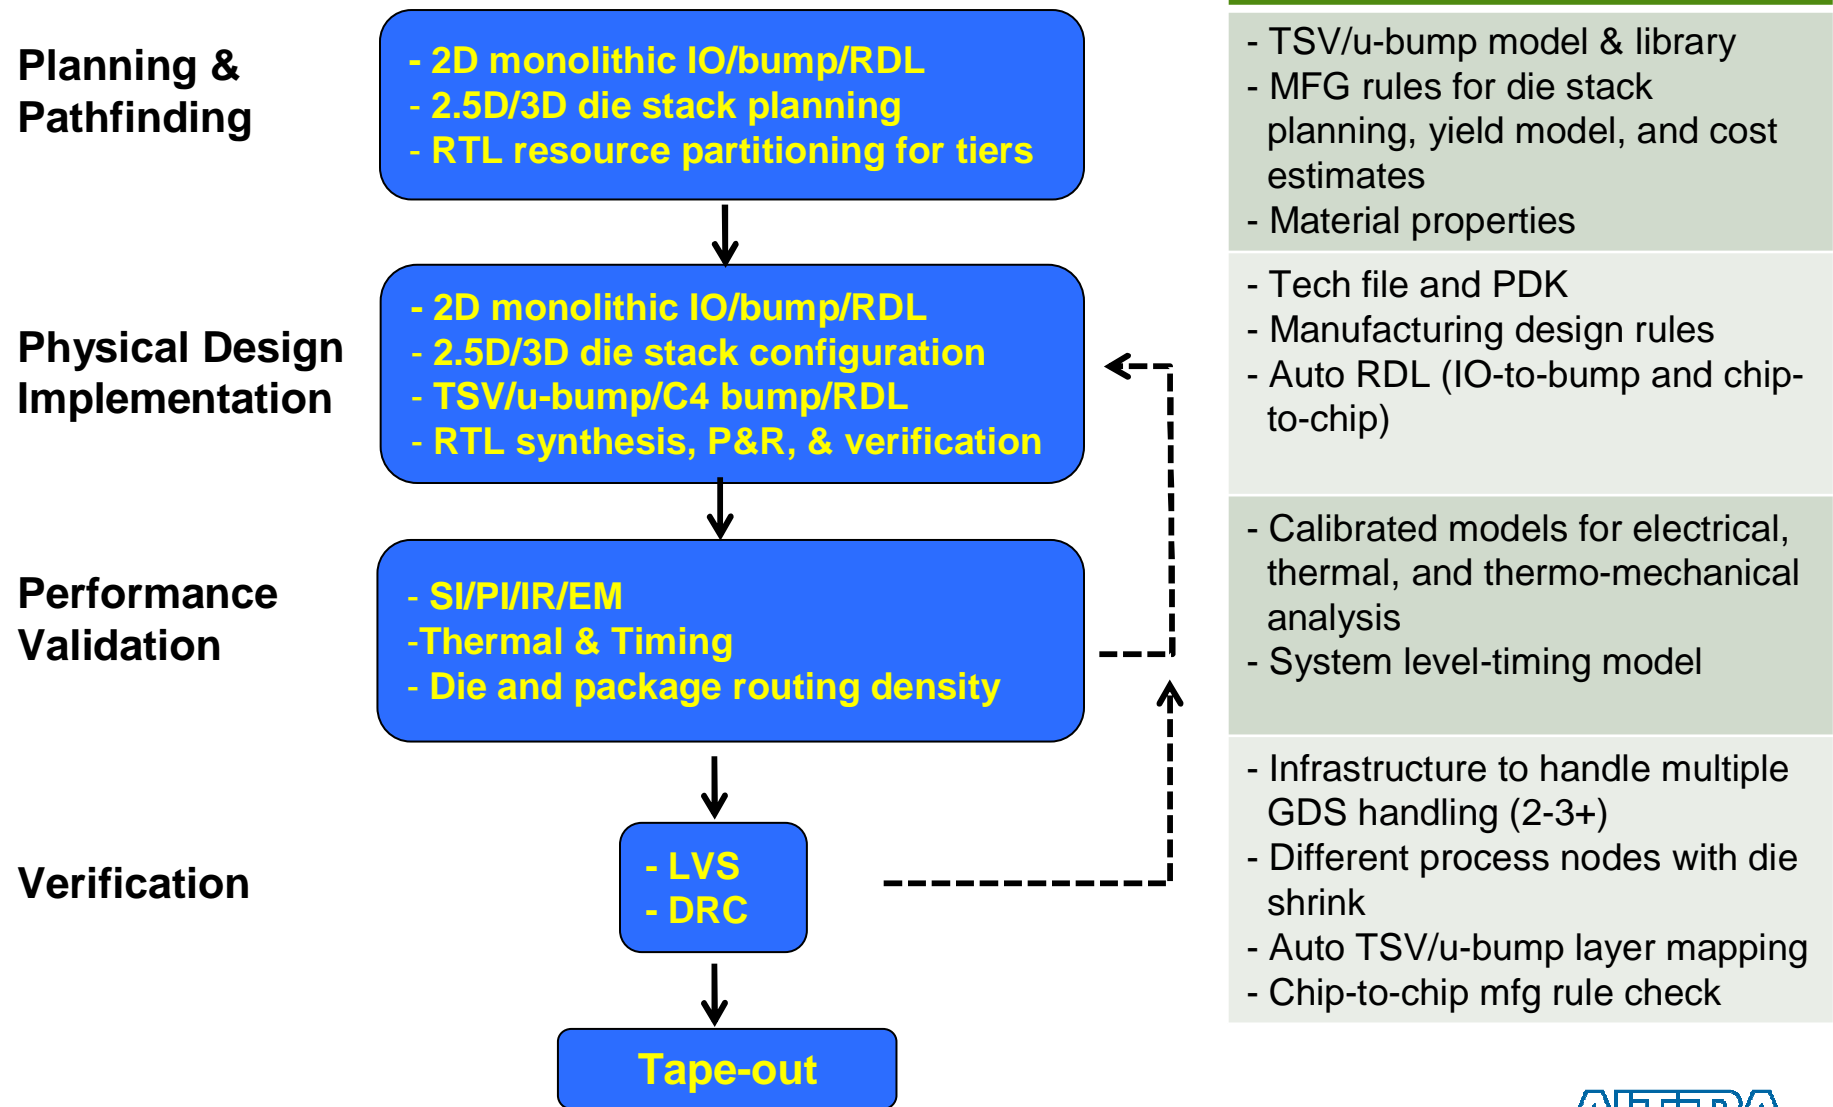 Planning &
Pathfinding
- 2D monolithic IO/bump/RDL
- 2.5D/3D die stack planning
- RTL resource partitioning for tiers
- TSV/u-bump model & library
- MFG rules for die stack
planning, yield model, and cost
estimates
- Material properties
Physical Design
Implementation
- 2D monolithic IO/bump/RDL
- 2.5D/3D die stack configuration
- TSV/u-bump/C4 bump/RDL
- RTL synthesis, P&R, & verification
- Tech file and PDK
- Manufacturing design rules
- Auto RDL (IO-to-bump and chip-
to-chip)
Performance
Validation
- SI/PI/IR/EM
-Thermal & Timing
- Die and package routing density
- Calibrated models for electrical,
thermal, and thermo-mechanical
analysis
- System level-timing model
Verification
- LVS
- DRC
- Infrastructure to handle multiple
GDS handling (2-3+)
- Different process nodes with die
shrink
- Auto TSV/u-bump layer mapping
- Chip-to-chip mfg rule check
Tape-out